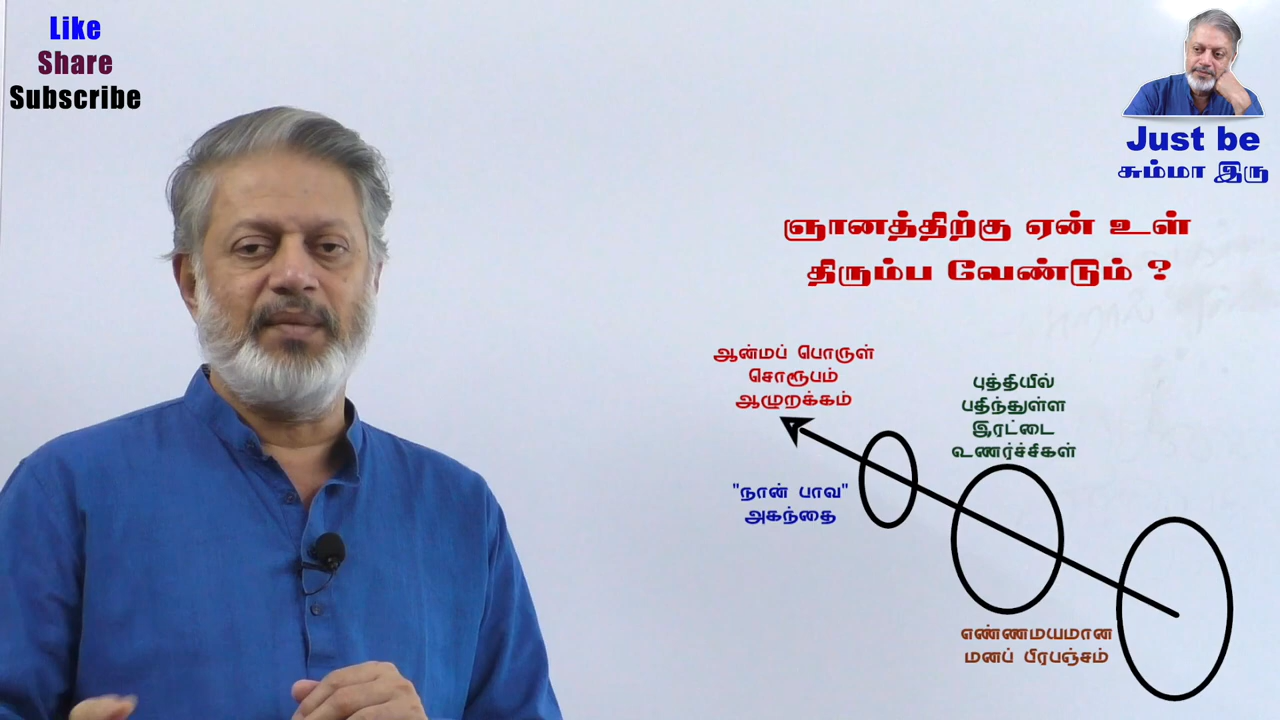 Like
Share
Subscribe
Just be
சும்மா இரு
ஞானத்திற்கு ஏன் உள்
திரும்ப வேண்டும் ?
ஆன்மப் பொருள்
சொரூபம்
ஆழுறக்கம்
புத்தியில்
பதிந்துள்ள
இரட்டை
உணர்ச்சிகள்
"நான் பாவ"
அகந்தை
எண்ணமயமான
மனப் பிரபஞ்சம்